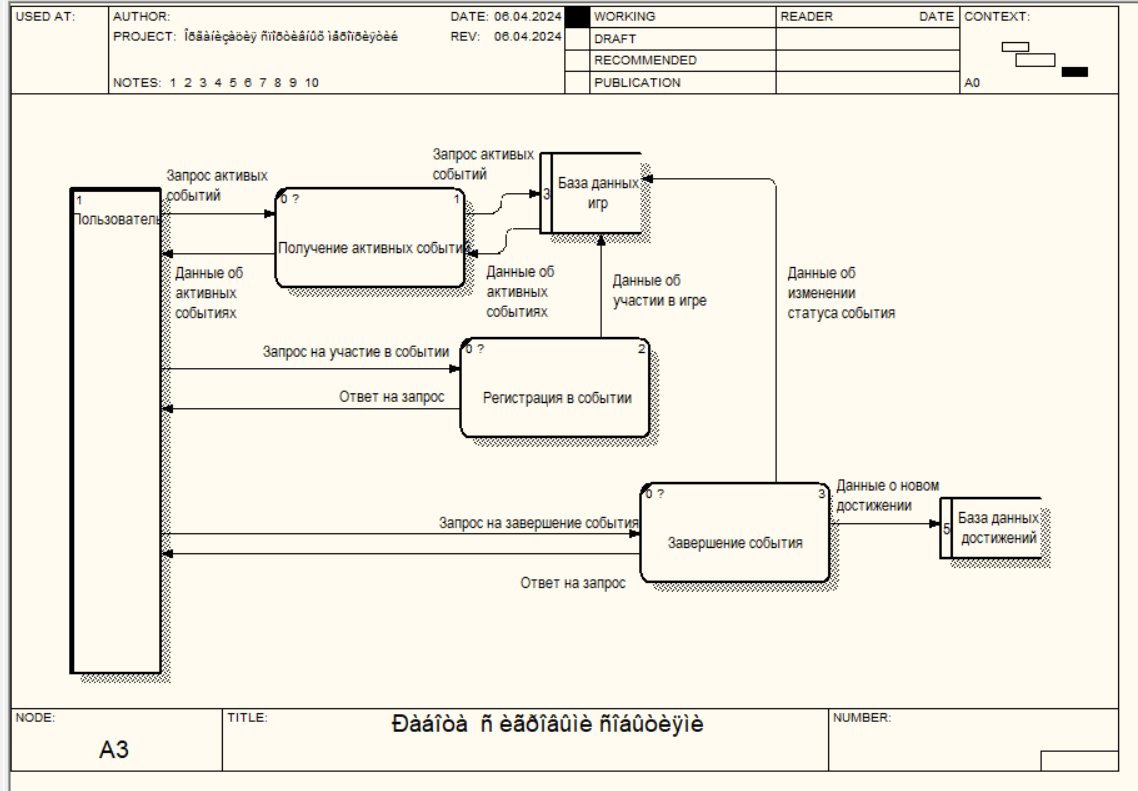 USED AT:
AUTHOR:
DATE: 06.04.2024
PROJECT: Îðãàíèçàöèÿ ñïîðòèâíûõ ìåðîïðèÿòèé
REV: 06.04.2024
NOTES: 1 2 3 4 5 6 7 8 9 10
WORKING
DRAFT
RECOMMENDED
PUBLICATION
READER DATE
CONTEXT:
A0
1
Пользователь
Запрос активых
событий
0 ? 1
Получение активных событий
Данные об
активных
событиях
Запрос активых
событий
3
База данных
игр
Данные об
активных
событиях
Данные об
участии в игре
Данные об
изменении
статуса события
Запрос на участие в событии
0 ? 2
Регистрация в событии
Ответ на запрос
Запрос на завершение события
0 ? 3
Завершение события
Ответ на запрос
Данные о новом
достижении
5
База данных
достижений
NODE:
A3
TITLE:
Ðàáîòà ñ èãðîâûìè ñîáûòèÿìè
NUMBER: